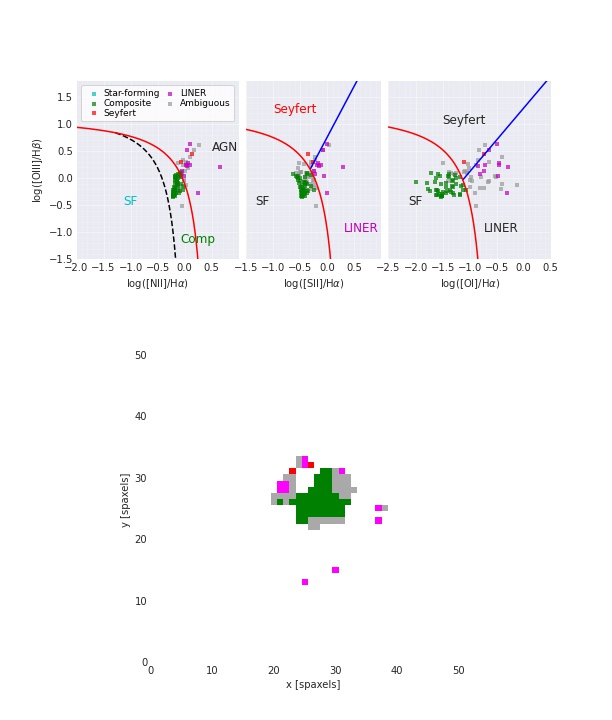 Star-forming
Composite
Seyfert
LINER
Ambiguous
1.5
1.0
0.5
0.0
−0.5
−1.0
−1.5
log([OIII]/Hβ)
AGN
SF
Comp
−2.0 −1.5 −1.0 −0.5 0.0 0.5
log([NII]/Hα)
Seyfert
SF
LINER
−1.0 −0.5 0.0 0.5
log([SII]/Hα)
Seyfert
SF
LINER
−2.5 −2.0 −1.5 −1.0 −0.5 0.0 0.5
log([OI]/Hα)
50
40
30
20
10
0
y [spaxels]
0 10 20 30 40 50
x [spaxels]